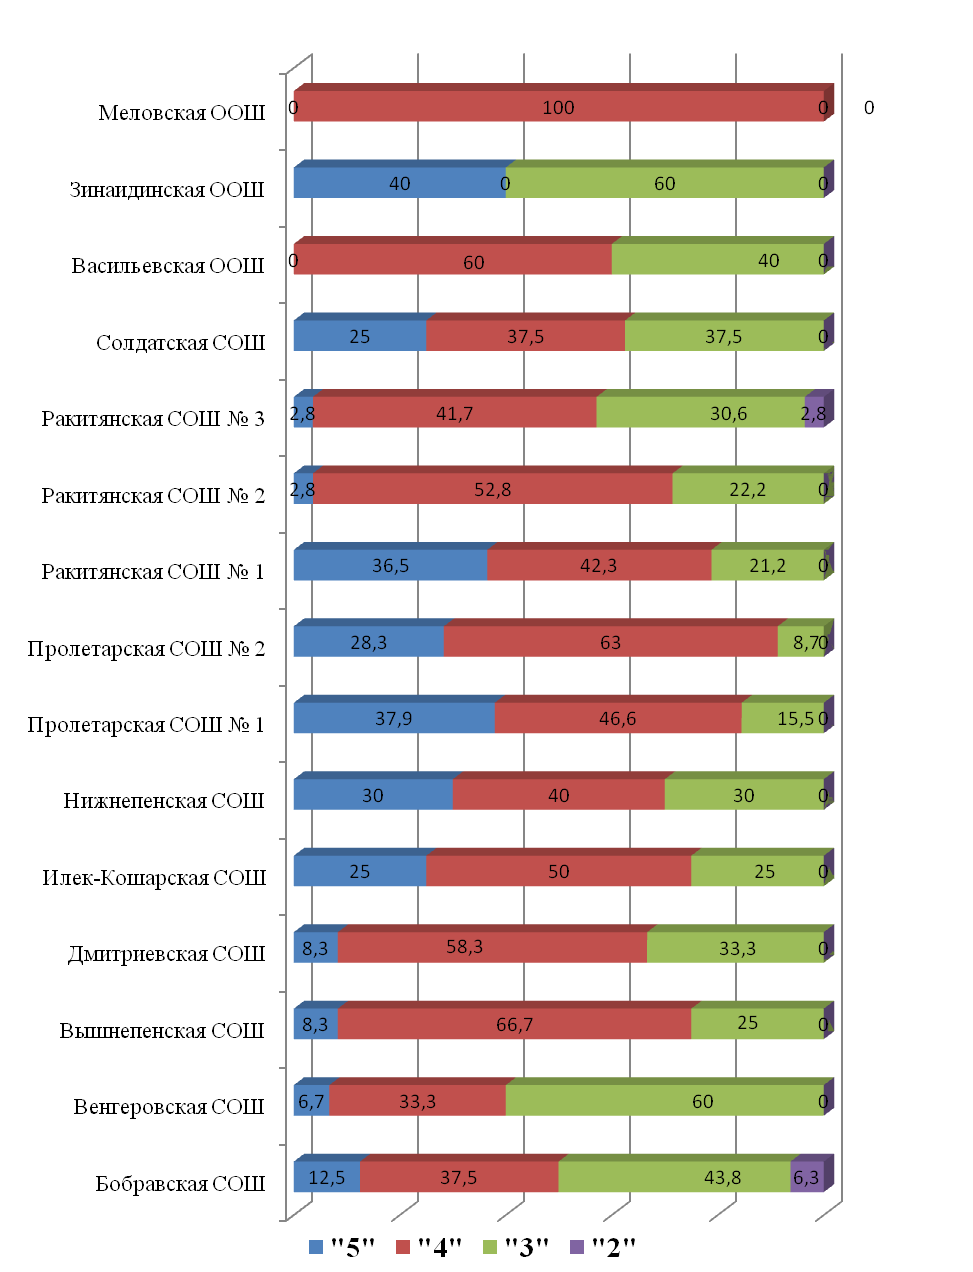 Меловская ООШ 0 100 0 0
Зинаидинская ООШ 40 0 60 0
Васильевская ООШ 0 60 40 0
Солдатская СОШ 25 37,5 37,5 0
Ракитянская СОШ № 3 2,8 41,7 30,6 2,8
Ракитянская СОШ № 2 2,8 52,8 22,2 0
Ракитянская СОШ № 1 36,5 42,3 21,2 0
Пролетарская СОШ № 2 28,3 63 8,7 0
Пролетарская СОШ № 1 37,9 46,6 15,5 0
Нижнепенская СОШ 30 40 30 0
Илек-Кошарская СОШ 25 50 25 0
Дмитриевская СОШ 8,3 58,3 33,3 0
Вышнепенская СОШ 8,3 66,7 25 0
Венгеровская СОШ 6,7 33,3 60 0
Бобравская СОШ 12,5 37,5 43,8 6,3
"5" "4" "3" "2"